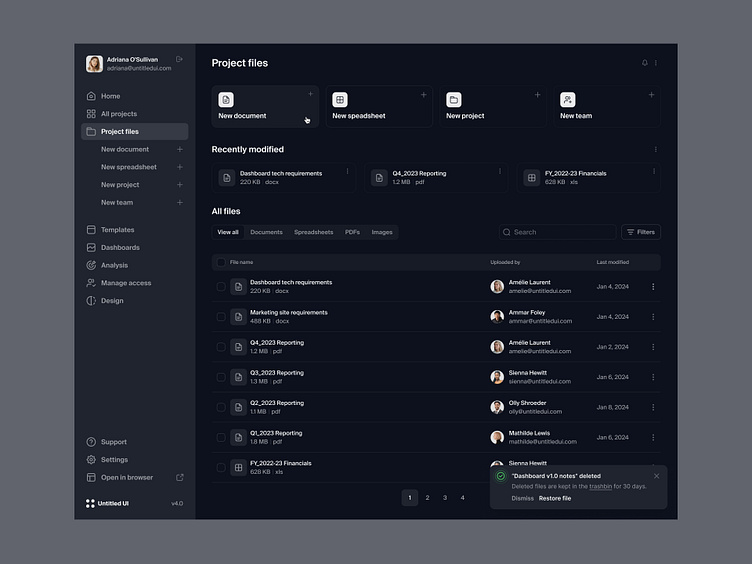 Adriana O'Sullivan
adriana@untitledui.com
Home
All projects
Project files
New document
New spreadsheet
New project
New team
Templates
Dashboards
Analysis
Manage access
Design
Support
Settings
Open in browser
Untitled UI v4.0
Project files
New document
New speadsheet
New project
New team
Recently modified
Dashboard tech requirements
220 KB | docx
Q4_2023 Reporting
1.2 MB | pdf
FY_2022-23 Financials
628 KB | xls
All files
View all Documents Spreadsheets PDFs Images
Search
Filters
File name Uploaded by Last modified
Dashboard tech requirements
220 KB | docx
Amélie Laurent
amelie@untitledui.com
Jan 4, 2024
Marketing site requirements
488 KB | docx
Ammar Foley
ammar@untitledui.com
Jan 4, 2024
Q4_2023 Reporting
1.2 MB | pdf
Amélie Laurent
amelie@untitledui.com
Jan 2, 2024
Q3_2023 Reporting
1.3 MB | pdf
Sienna Hewitt
sienna@untitledui.com
Jan 6, 2024
Q2_2023 Reporting
1.1 MB | pdf
Olly Shroeder
olly@untitledui.com
Jan 8, 2024
Q1_2023 Reporting
1.8 MB | pdf
Mathilde Lewis
mathilde@untitledui.com
Jan 6, 2024
FY_2022-23 Financials
628 KB | xls
Sienna Hewitt
1 2 3 4
"Dashboard v1.0 notes" deleted
Deleted files are kept in the trashbin for 30 days.
Dismiss Restore file